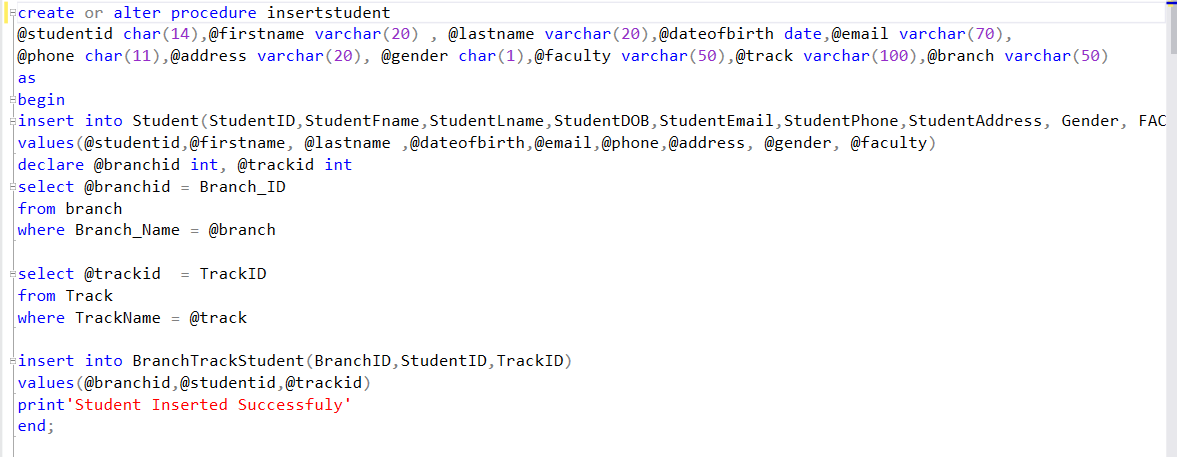 create or alter procedure insertstudent
@studentid char(14),@firstname varchar(20) , @lastname varchar(20),@dateofbirth date,@email varchar(70),
@phone char(11),@address varchar(20), @gender char(1),@faculty varchar(50),@track varchar(100),@branch varchar(50)
as
begin
insert into Student(StudentID,StudentFname,StudentLname,StudentDOB,StudentEmail,StudentPhone,StudentAddress, Gender, FAC
values(@studentid,@firstname, @lastname ,@dateofbirth,@email,@phone,@address, @gender, @faculty)
declare @branchid int, @trackid int
select @branchid = Branch_ID
from branch
where Branch_Name = @branch
select @trackid  = TrackID
from Track
where TrackName = @track
insert into BranchTrackStudent(BranchID,StudentID,TrackID)
values(@branchid,@studentid,@trackid)
print'Student Inserted Successfuly'
end;